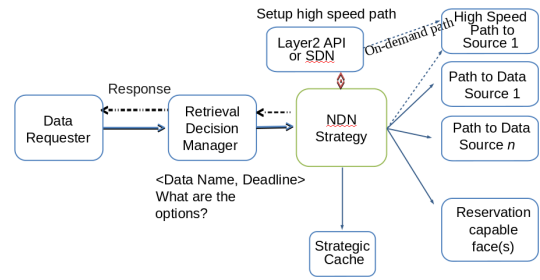 Setup high speed path
High Speed
Path to
Source 1
Layer2 API
or SDN
On-demand path
Path to Data
Source 1
Response
Data
Requester
Retrieval
Decision
Manager
NDN
Strategy
Path to Data
Source n
<Data Name, Deadline>
What are the
options?
Reservation
capable
face(s)
Strategic
Cache